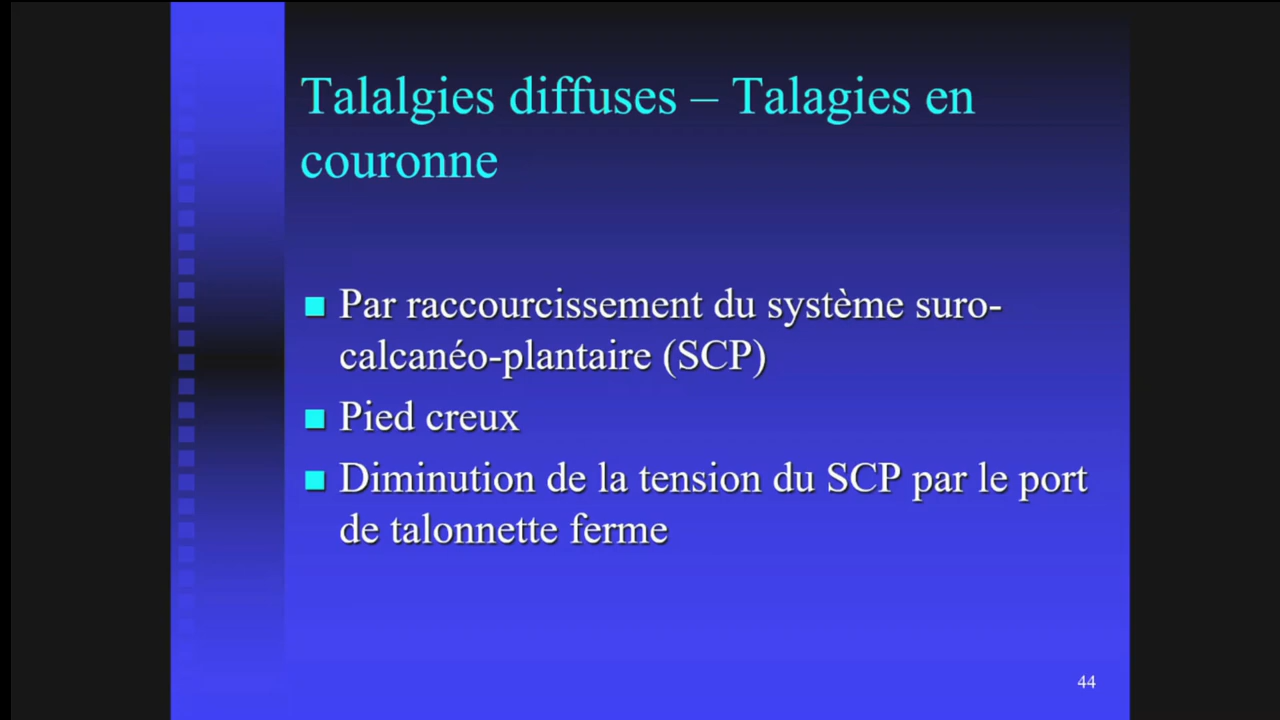 Talalgies diffuses – Talagies en
couronne
Par raccourcissement du système suro-
calcanéo-plantaire (SCP)
Pied creux
Diminution de la tension du SCP par le port
de talonnette ferme
44